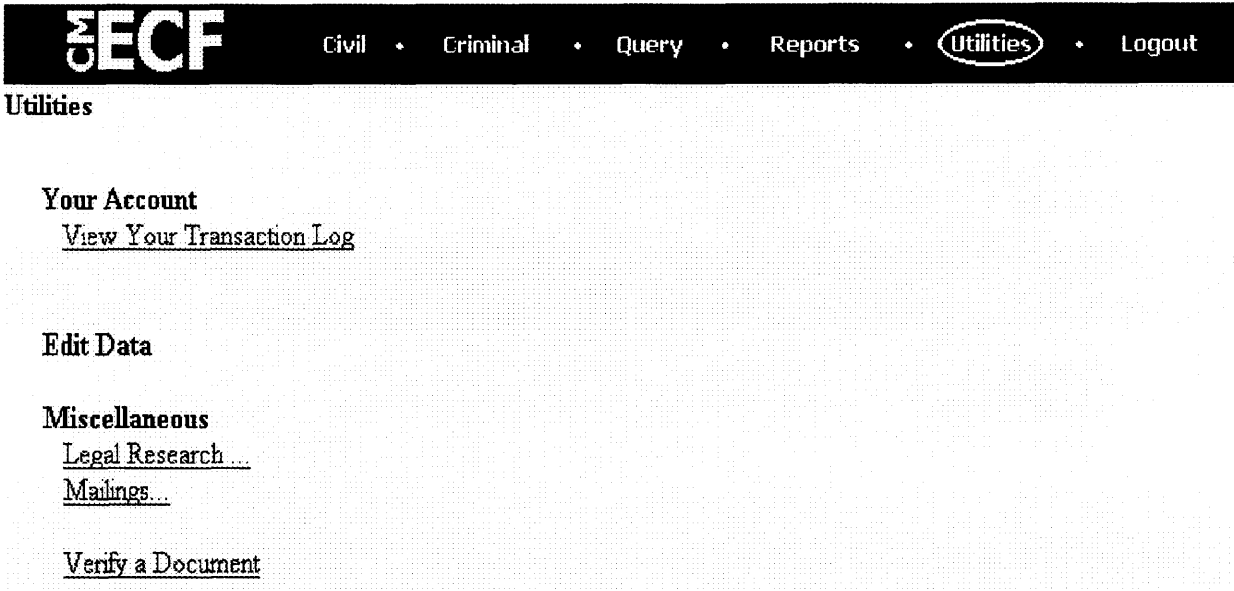 CM ECF Civil • Criminal • Query • Reports • Utilities • Logout
Utilities
Your Account
View Your Transaction Log
Edit Data
Miscellaneous
Legal Research ...
Mailings...
Verify a Document